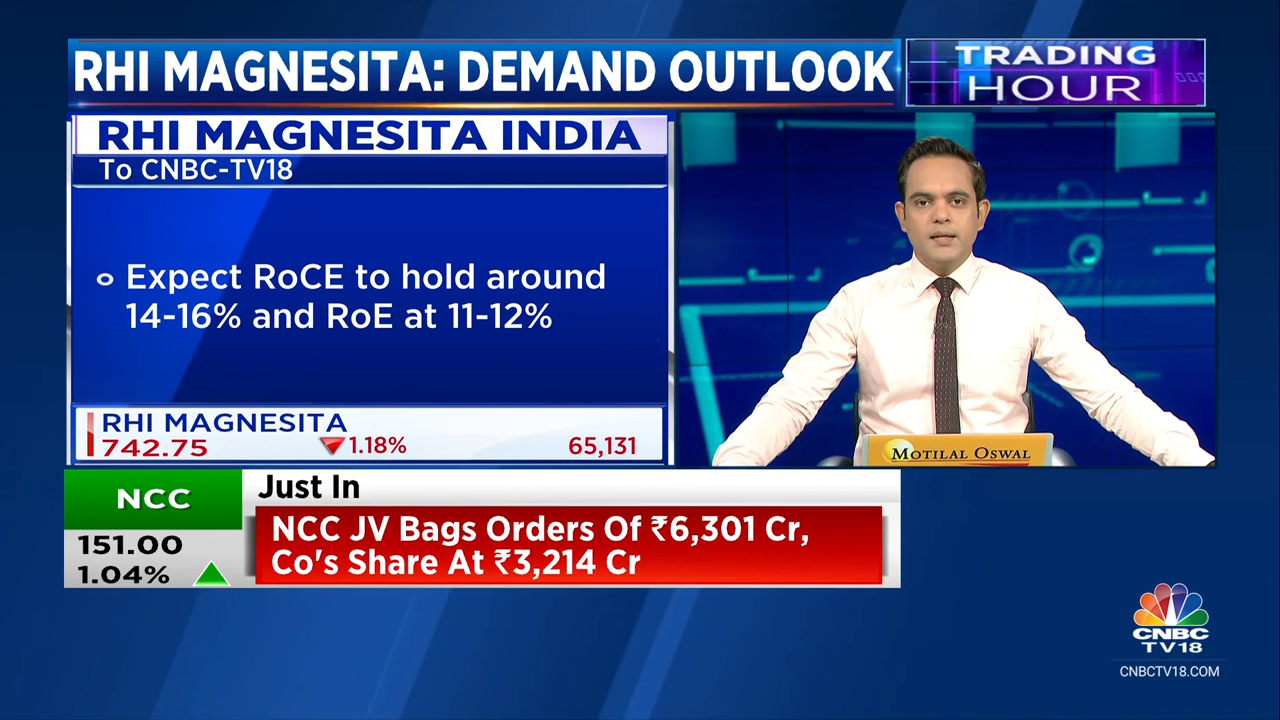 RHI MAGNESITA: DEMAND OUTLOOK
TRADING
HOUR
RHI MAGNESITA INDIA
To CNBC-TV18
Expect RoCE to hold around
14-16% and RoE at 11-12%
RHI MAGNESITA
742.75 1.18% 65,131
MOTILAL OSWAL
NCC
151.00
1.04%
Just In
NCC JV Bags Orders Of ₹6,301 Cr,
Co's Share At ₹3,214 Cr
CNBC
TV18
CNBCTV18.COM